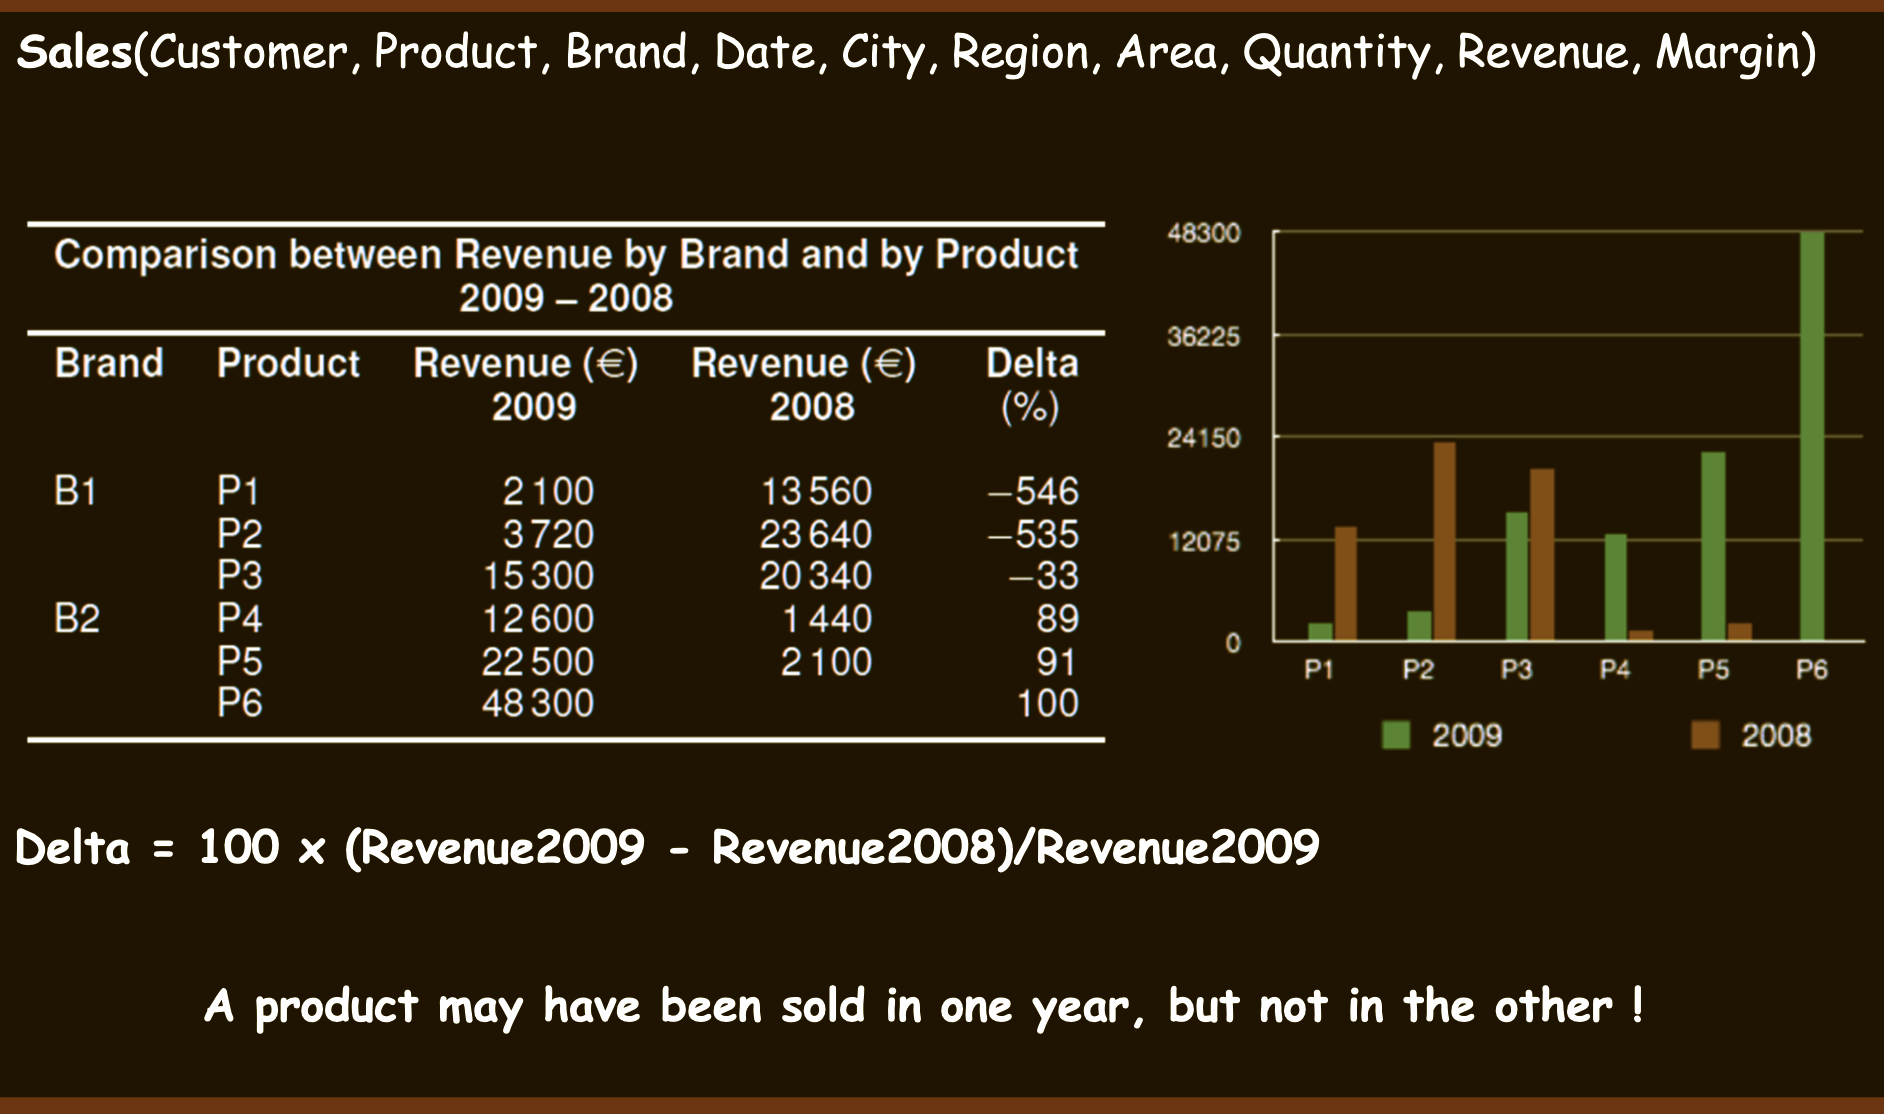 Sales(Customer, Product, Brand, Date, City, Region, Area, Quantity, Revenue, Margin)
Comparison between Revenue by Brand and by Product
2009 – 2008
Brand Product Revenue (€) Revenue (€) Delta
2009 2008 (%)
B1 P1 2 100 13 560 −546
P2 3 720 23 640 −535
P3 15 300 20 340 −33
B2 P4 12 600 1 440 89
P5 22 500 2 100 91
P6 48 300 100
48300
36225
24150
12075
0
P1 P2 P3 P4 P5 P6
2009 2008
Delta = 100 x (Revenue2009 - Revenue2008)/Revenue2009
A product may have been sold in one year, but not in the other !